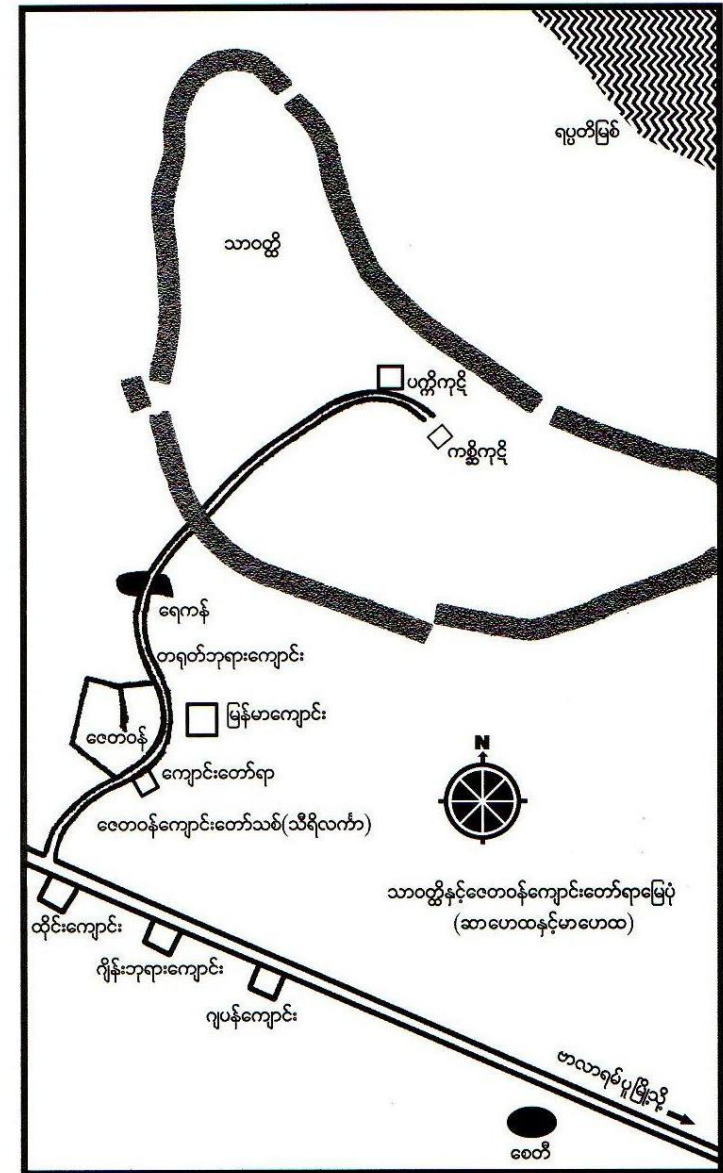 ရပ္ပတိမြစ်
သာဝတ္ထိ
ပက္ကိကုဋိ
ကစ္ဆိကုဋိ
ရေကန်
တရုတ်ဘုရားကျောင်း
မြန်မာကျောင်း
ဇေတဝန်
ကျောင်းတော်ရာ
ဇေတဝန်ကျောင်းတော်သစ်(သီရိလင်္ကာ)
N
သာဝတ္ထိနှင့်ဇေတဝန်ကျောင်းတော်ရာမြေပုံ
(ဆာဟေထနှင့်မာဟေထ)
ထိုင်းကျောင်း
ဂျိန်းဘုရားကျောင်း
ဂျပန်ကျောင်း
ဗာလာရမ်ပူမြို့သို့
စေတီ